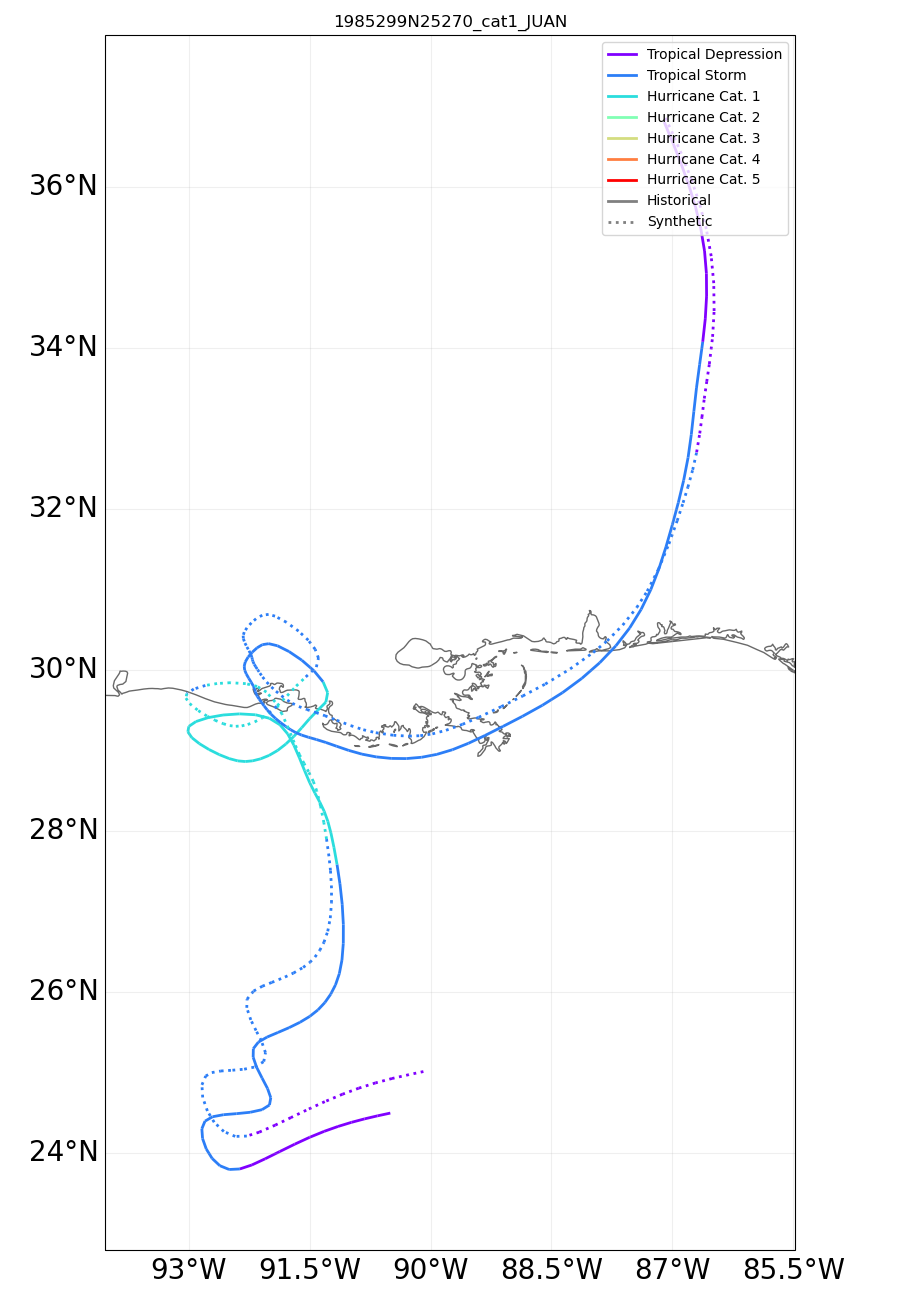 1985299N25270_cat1_JUAN
Tropical Depression
Tropical Storm
Hurricane Cat. 1
Hurricane Cat. 2
Hurricane Cat. 3
Hurricane Cat. 4
Hurricane Cat. 5
Historical
Synthetic
36°N
34°N
32°N
30°N
28°N
26°N
24°N
93°W 91.5°W 90°W 88.5°W 87°W 85.5°W